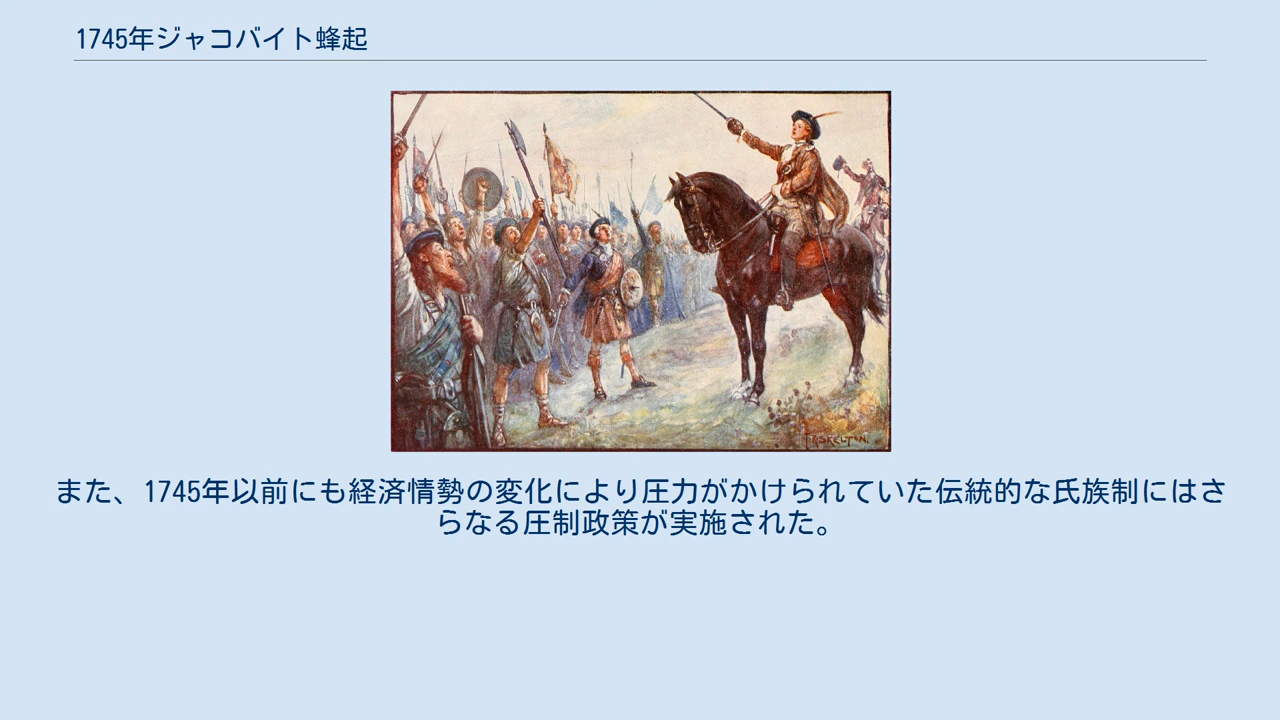 1745年ジャコバイト蜂起
また、1745年以前にも経済情勢の変化により圧力がかけられていた伝統的な氏族制にはさ
らなる圧制政策が実施された。